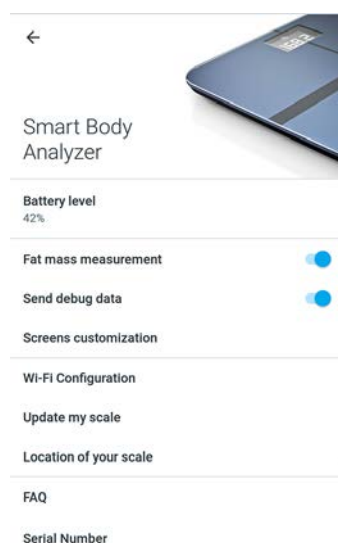 Smart Body
Analyzer
Battery level
42%
Fat mass measurement
Send debug data
Screens customization
Wi-Fi Configuration
Update my scale
Location of your scale
FAQ
Serial Number